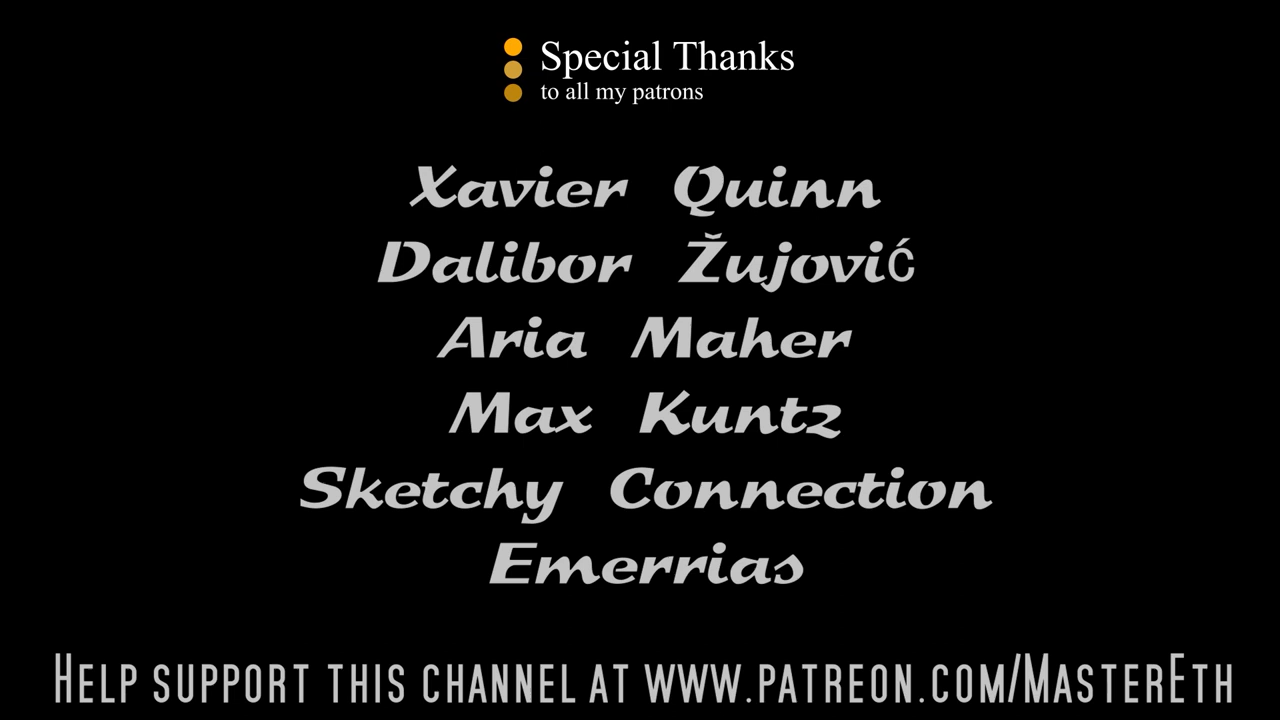 Special Thanks
to all my patrons
Xavier Quinn
Dalibor Žujović
Aria Maher
Max Kuntz
Sketchy Connection
Emerrias
Help support this channel at www.patreon.com/MasterEth